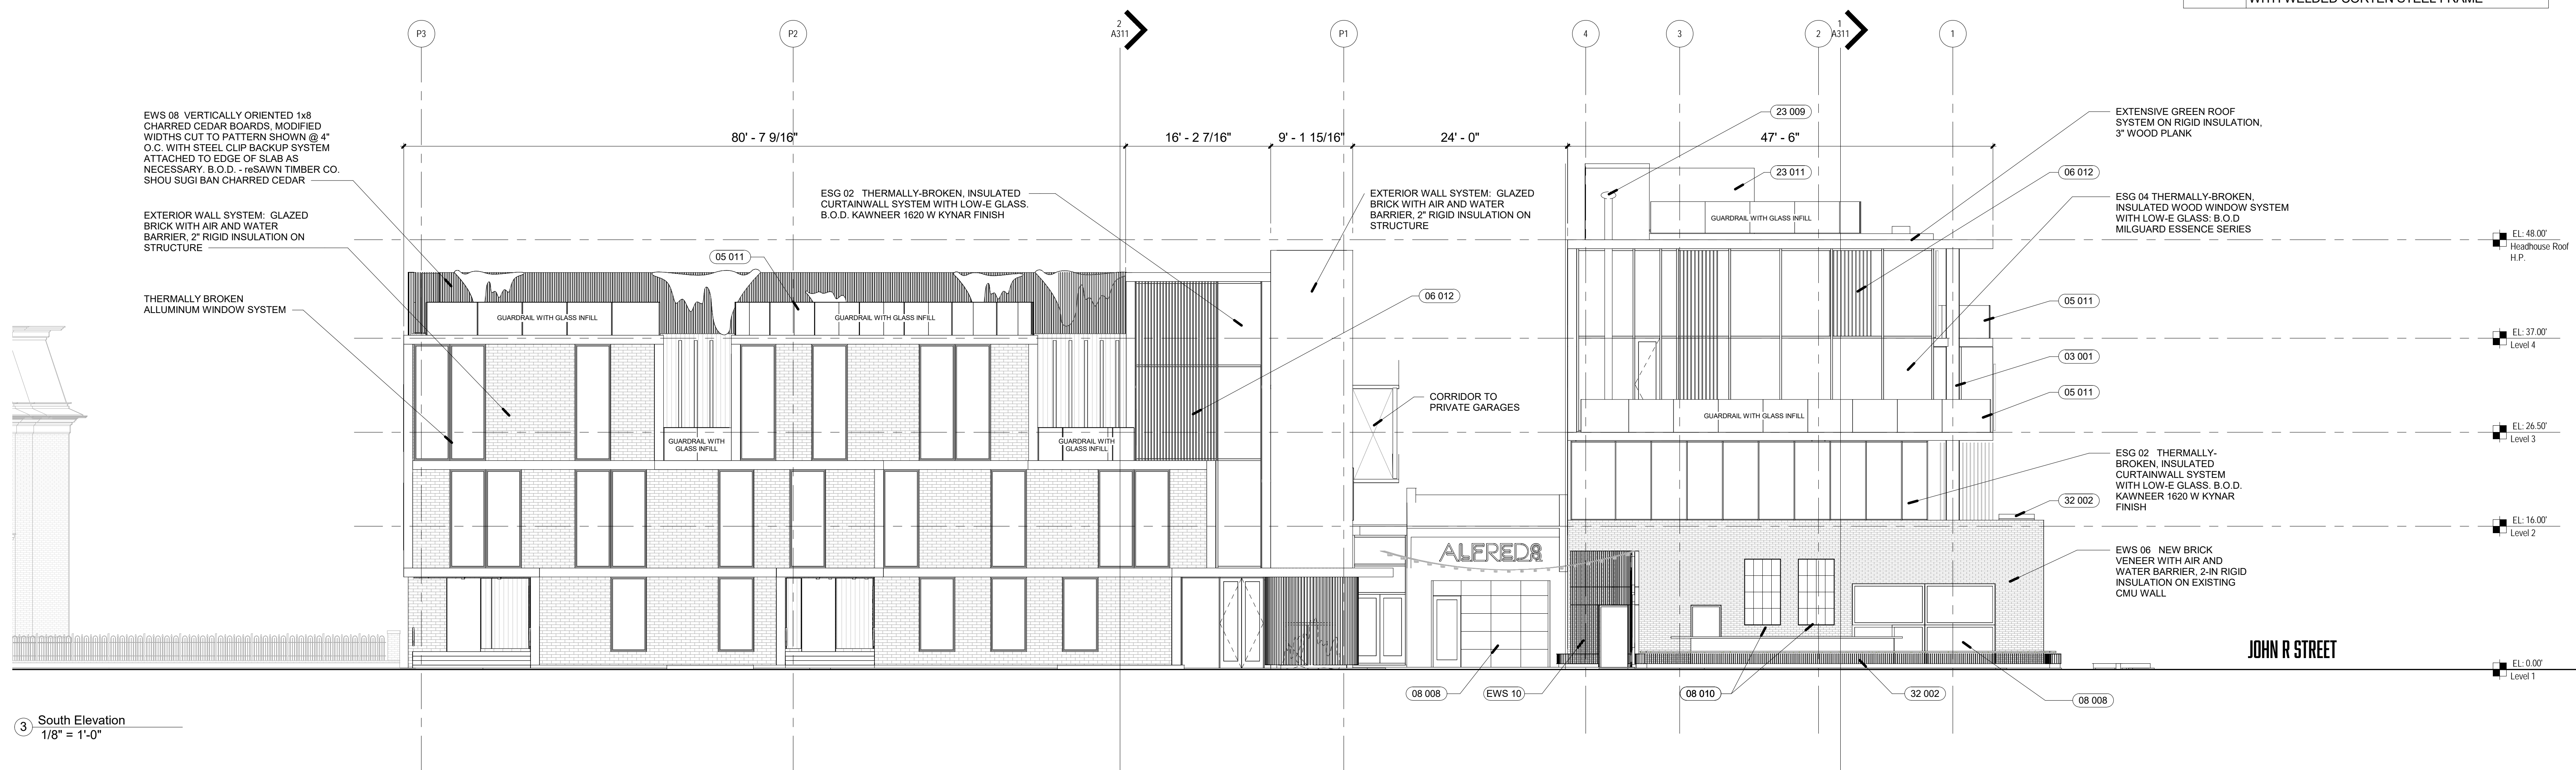 WITH WELDED CORTEN STEEL FRAME
P3
P2
2
A311
P1
4
3
2
1
A311
1
80' - 7 9/16"
16' - 2 7/16"
9' - 1 15/16"
24' - 0"
47' - 6"
EWS 08 VERTICALLY ORIENTED 1x8
CHARRED CEDAR BOARDS, MODIFIED
WIDTHS CUT TO PATTERN SHOWN @ 4"
O.C. WITH STEEL CLIP BACKUP SYSTEM
ATTACHED TO EDGE OF SLAB AS
NECESSARY. B.O.D. - reSAWN TIMBER CO.
SHOU SUGI BAN CHARRED CEDAR
EXTERIOR WALL SYSTEM: GLAZED
BRICK WITH AIR AND WATER
BARRIER, 2" RIGID INSULATION ON
STRUCTURE
THERMALLY BROKEN
ALLUMINUM WINDOW SYSTEM
05 011
ESG 02 THERMALLY-BROKEN, INSULATED
CURTAINWALL SYSTEM WITH LOW-E GLASS.
B.O.D. KAWNEER 1620 W KYNAR FINISH
EXTERIOR WALL SYSTEM: GLAZED
BRICK WITH AIR AND WATER
BARRIER, 2" RIGID INSULATION ON
STRUCTURE
06 012
CORRIDOR TO
PRIVATE GARAGES
23 009
23 011
GUARDRAIL WITH GLASS INFILL
GUARDRAIL WITH GLASS INFILL
GUARDRAIL WITH GLASS INFILL
GUARDRAIL WITH
GLASS INFILL
GUARDRAIL WITH
GLASS INFILL
GUARDRAIL WITH GLASS INFILL
ALFREDS
EXTENSIVE GREEN ROOF
SYSTEM ON RIGID INSULATION,
3" WOOD PLANK
06 012
ESG 04 THERMALLY-BROKEN,
INSULATED WOOD WINDOW SYSTEM
WITH LOW-E GLASS: B.O.D
MILGUARD ESSENCE SERIES
05 011
03 001
05 011
ESG 02 THERMALLY-
BROKEN, INSULATED
CURTAINWALL SYSTEM
WITH LOW-E GLASS. B.O.D.
KAWNEER 1620 W KYNAR
FINISH
32 002
EWS 06 NEW BRICK
VENEER WITH AIR AND
WATER BARRIER, 2-IN RIGID
INSULATION ON EXISTING
CMU WALL
EL: 48.00'
Headhouse Roof
H.P.
EL: 37.00'
Level 4
EL: 26.50'
Level 3
EL: 16.00'
Level 2
EL: 0.00'
Level 1
JOHN R STREET
08 008
EWS 10
08 010
32 002
08 008
3
South Elevation
1/8" = 1'-0"